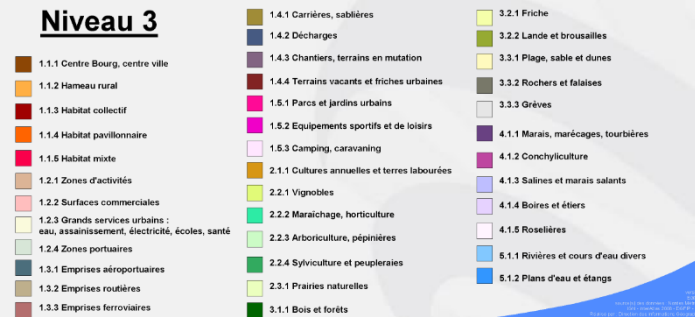 Niveau 3
1.1.1 Centre Bourg, centre ville
1.1.2 Hameau rural
1.1.3 Habitat collectif
1.1.4 Habitat pavillonnaire
1.1.5 Habitat mixte
1.2.1 Zones d'activités
1.2.2 Surfaces commerciales
1.2.3 Grands services urbains :
eau, assainissement, électricité, écoles, santé
1.2.4 Zones portuaires
1.3.1 Emprises aéroportuaires
1.3.2 Emprises routières
1.3.3 Emprises ferroviaires
1.4.1 Carrières, sablières
1.4.2 Décharges
1.4.3 Chantiers, terrains en mutation
1.4.4 Terrains vacants et friches urbaines
1.5.1 Parcs et jardins urbains
1.5.2 Equipements sportifs et de loisirs
1.5.3 Camping, caravaning
2.1.1 Cultures annuelles et terres labourées
2.2.1 Vignobles
2.2.2 Maraîchage, horticulture
2.2.3 Arboriculture, pépinières
2.2.4 Sylviculture et peupleraies
2.3.1 Prairies naturelles
3.1.1 Bois et forêts
3.2.1 Friche
3.2.2 Lande et brousailles
3.3.1 Plage, sable et dunes
3.3.2 Rochers et falaises
3.3.3 Grèves
4.1.1 Marais, marécages, tourbières
4.1.2 Conchyliculture
4.1.3 Salines et marais salants
4.1.4 Boires et étiers
4.1.5 Roselières
5.1.1 Rivières et cours d'eau divers
5.1.2 Plans d'eau et étangs